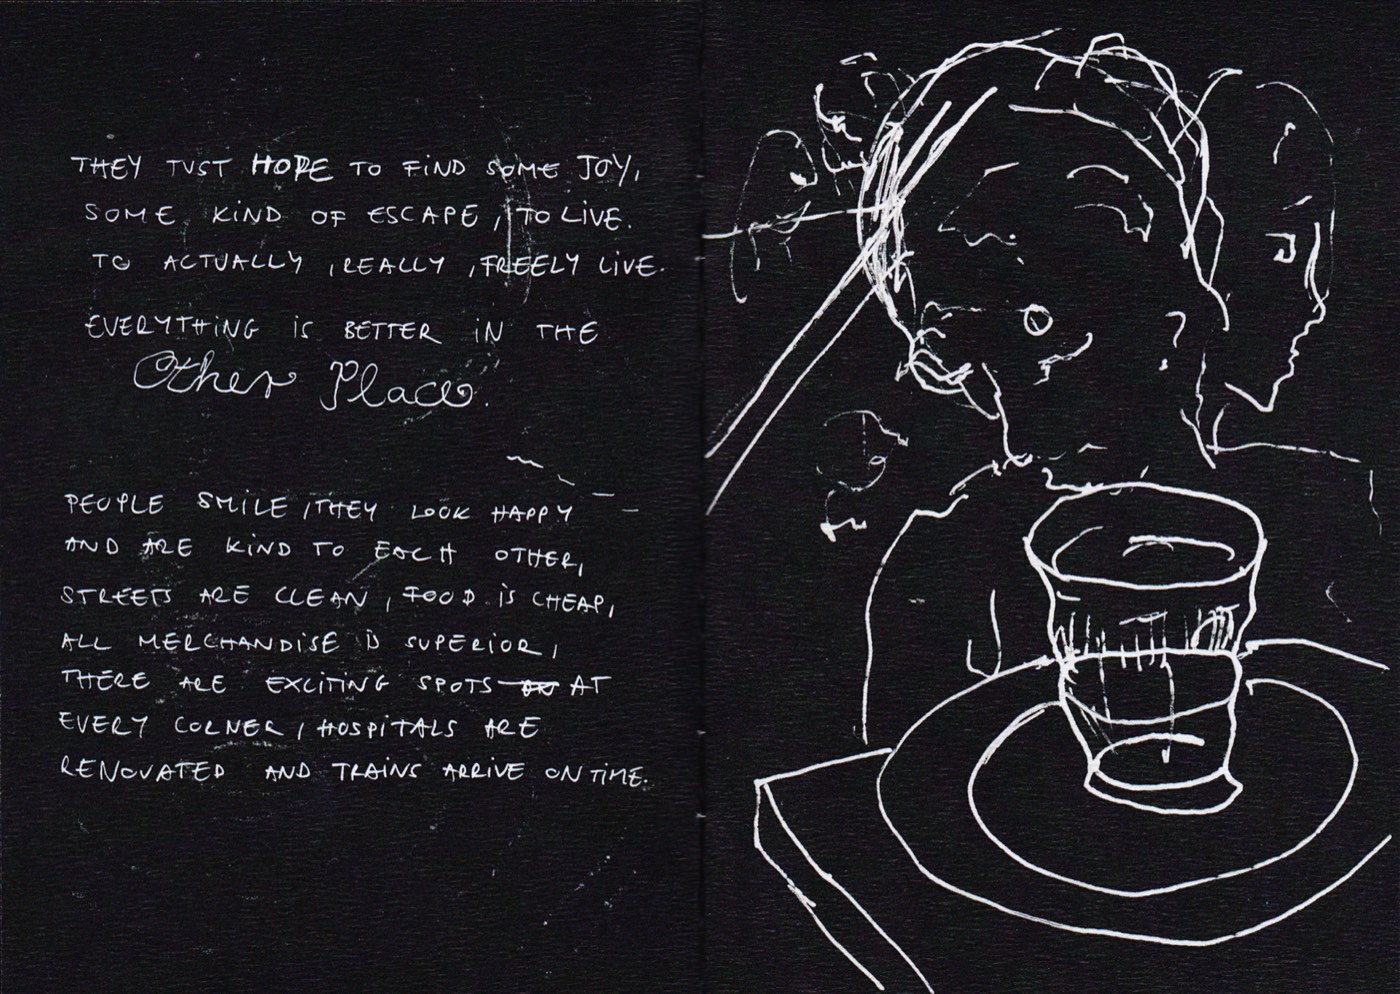 THEY JUST HOPE TO FiND SOME JOY,
SOME KiND OF ESCAPE, TO LiVE.
TO ACTUALLY, REALLY, FREELY LiVE.
EVERYTHiNG iS BETTER iN THE
Other Place.
PEOPLE SMiLE, THEY LOOK HAPPY
AND ARE KiND TO EACH OTHER,
STREETS ARE CLEAN, FOOD iS CHEAP,
ALL MERCHANDiSE iS SUPERiOR,
THERE ARE EXCiTiNG SPOTS AT
EVERY CORNER, HOSPiTALS ARE
RENOVATED AND TRAiNS ARRiVE ON TiME.